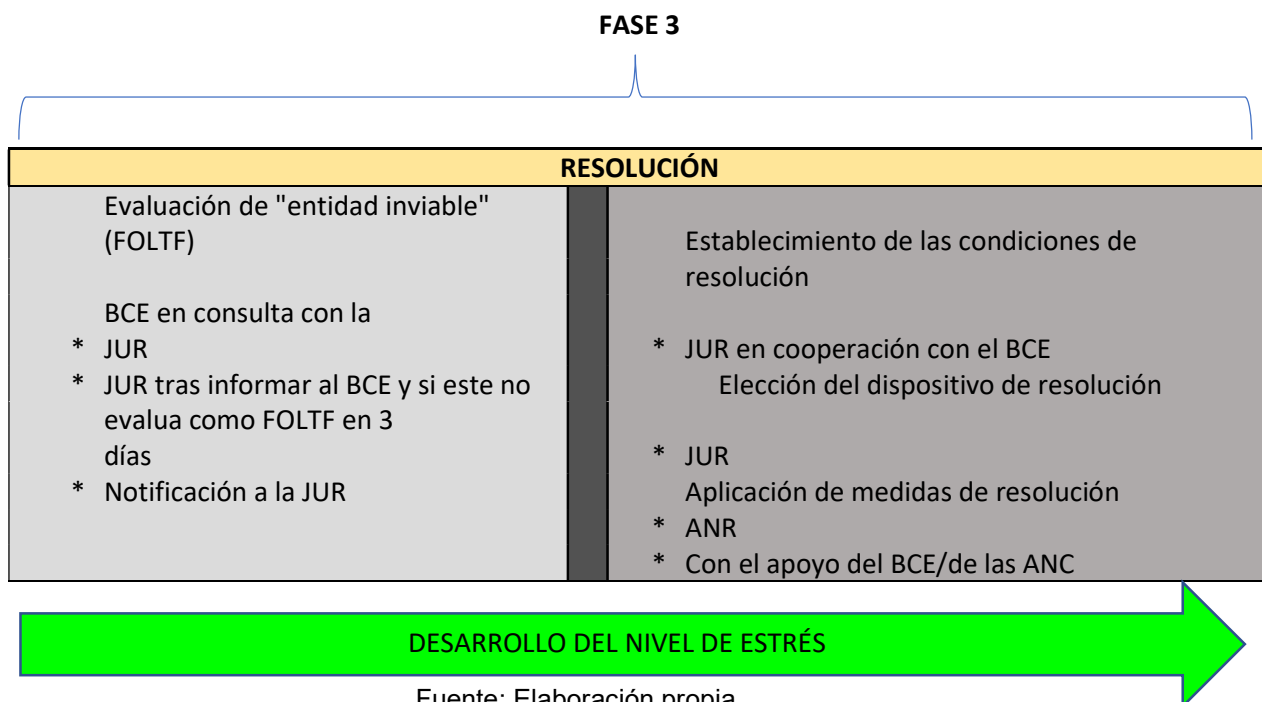 FASE 3
RESOLUCIÓN
Evaluación de "entidad inviable"
(FOLTF)
BCE en consulta con la
* JUR
* JUR tras informar al BCE y si este no
evalua como FOLTF en 3
días
* Notificación a la JUR
Establecimiento de las condiciones de
resolución
* JUR en cooperación con el BCE
Elección del dispositivo de resolución
* JUR
Aplicación de medidas de resolución
* ANR
* Con el apoyo del BCE/de las ANC
DESARROLLO DEL NIVEL DE ESTRÉS
Fuente: Elaboración propia